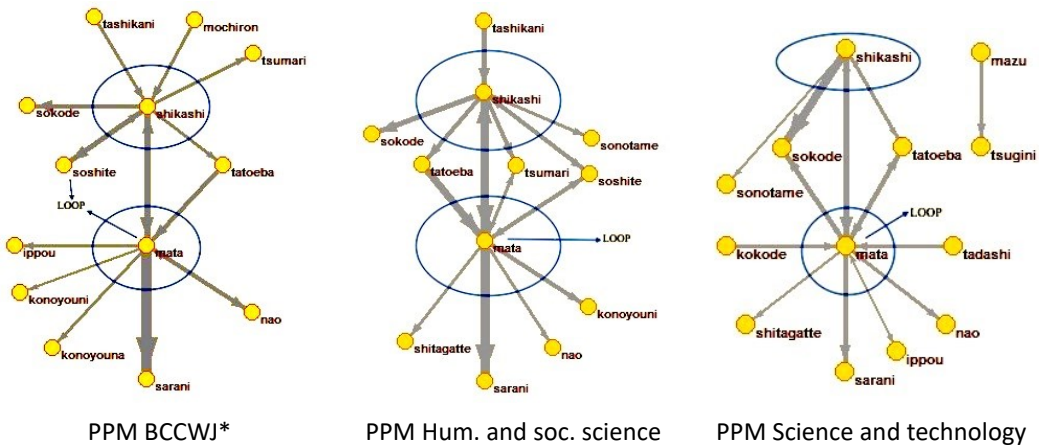 tashikani
mochiron
tsumari
shikashi
sokode
soshite
tatoeba
LOOP
mata
ippou
konoyouni
nao
konoyouna
sarani
PPM BCCWJ*
tashikani
shikashi
sokode
sonotame
tatoeba
tsumari
soshite
LOOP
mata
konoyouni
shitagatte
nao
sarani
PPM Hum. and soc. science
shikashi
mazu
sokode
tatoeba
tsugini
sonotame
LOOP
kokode
mata
tadashi
shitagatte
nao
ippou
sarani
PPM Science and technology